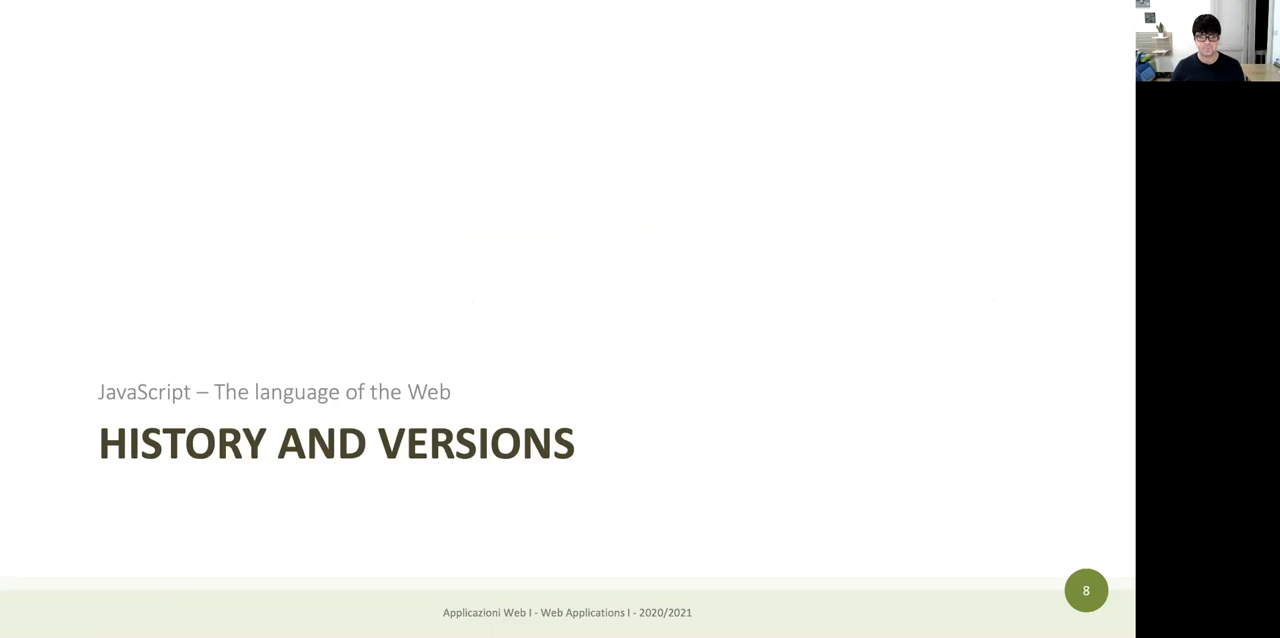 JavaScript – The language of the Web
HISTORY AND VERSIONS
8
Applicazioni Web I - Web Applications I - 2020/2021